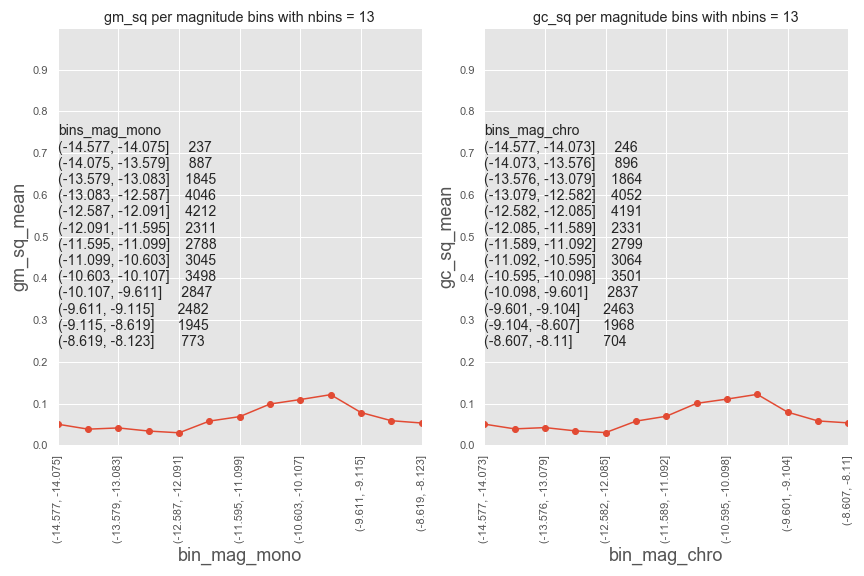 gm_sq per magnitude bins with nbins = 13
gm_sq_mean
0.9
0.8
0.7
0.6
0.5
0.4
0.3
0.2
0.1
0.0
bins_mag_mono
(-14.577, -14.075] 237
(-14.075, -13.579] 887
(-13.579, -13.083] 1845
(-13.083, -12.587] 4046
(-12.587, -12.091] 4212
(-12.091, -11.595] 2311
(-11.595, -11.099] 2788
(-11.099, -10.603] 3045
(-10.603, -10.107] 3498
(-10.107, -9.611] 2847
(-9.611, -9.115] 2482
(-9.115, -8.619] 1945
(-8.619, -8.123] 773
(-14.577, -14.075]
(-13.579, -13.083]
(-12.587, -12.091]
(-11.595, -11.099]
(-10.603, -10.107]
(-9.611, -9.115]
(-8.619, -8.123]
bin_mag_mono
gc_sq per magnitude bins with nbins = 13
gc_sq_mean
0.9
0.8
0.7
0.6
0.5
0.4
0.3
0.2
0.1
0.0
bins_mag_chro
(-14.577, -14.073] 246
(-14.073, -13.576] 896
(-13.576, -13.079] 1864
(-13.079, -12.582] 4052
(-12.582, -12.085] 4191
(-12.085, -11.589] 2331
(-11.589, -11.092] 2799
(-11.092, -10.595] 3064
(-10.595, -10.098] 3501
(-10.098, -9.601] 2837
(-9.601, -9.104] 2463
(-9.104, -8.607] 1968
(-8.607, -8.11] 704
(-14.577, -14.073]
(-13.576, -13.079]
(-12.582, -12.085]
(-11.589, -11.092]
(-10.595, -10.098]
(-9.601, -9.104]
(-8.607, -8.11]
bin_mag_chro